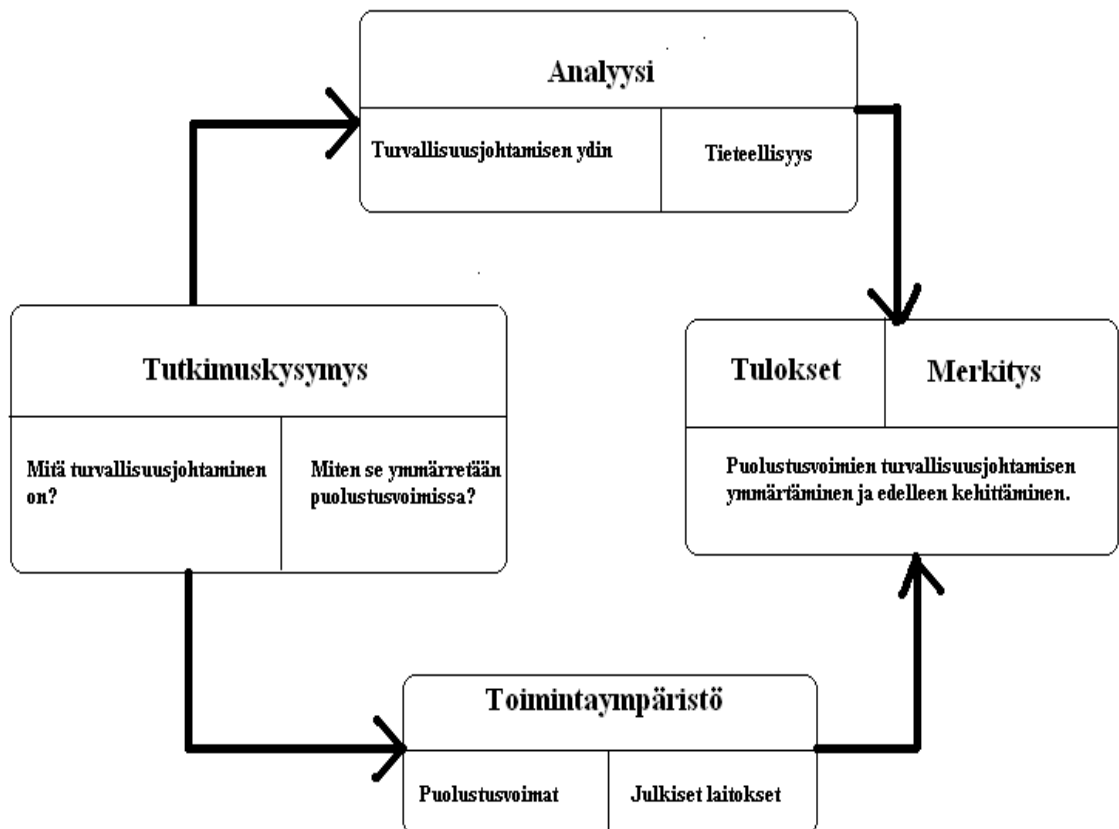 Analyysi
Turvallisuusjohtamisen ydin
Tieteellisyys
Tutkimuskysymys
Mitä turvallisuusjohtaminen
on?
Miten se ymmärretään
puolustusvoimissa?
Tulokset
Merkitys
Puolustusvoimien turvallisuusjohtamisen
ymmärtäminen ja edelleen kehittäminen.
Toimintaympäristö
Puolustusvoimat
Julkiset laitokset